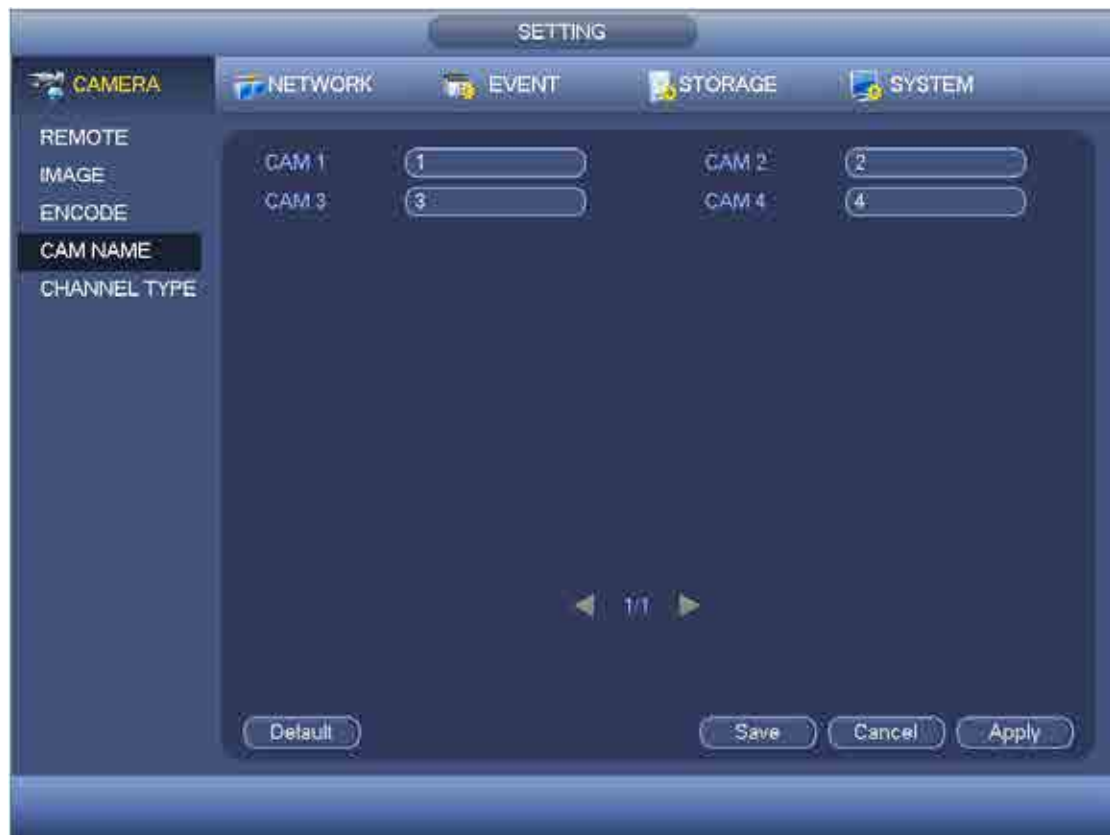 SETTING
CAMERA NETWORK EVENT STORAGE SYSTEM
REMOTE
IMAGE
ENCODE
CAM NAME
CHANNEL TYPE
CAM 1 1 CAM 2 2
CAM 3 3 CAM 4 4
1/1
Default Save Cancel Apply